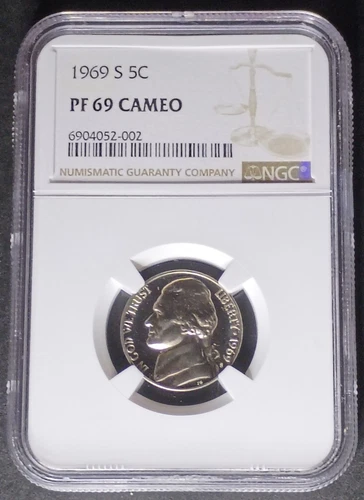 1969 S 5C
PF 69 CAMEO
6904052-002
NUMISMATIC GUARANTY COMPANY
NGC
IN GOD WE TRUST
LIBERTY 1969